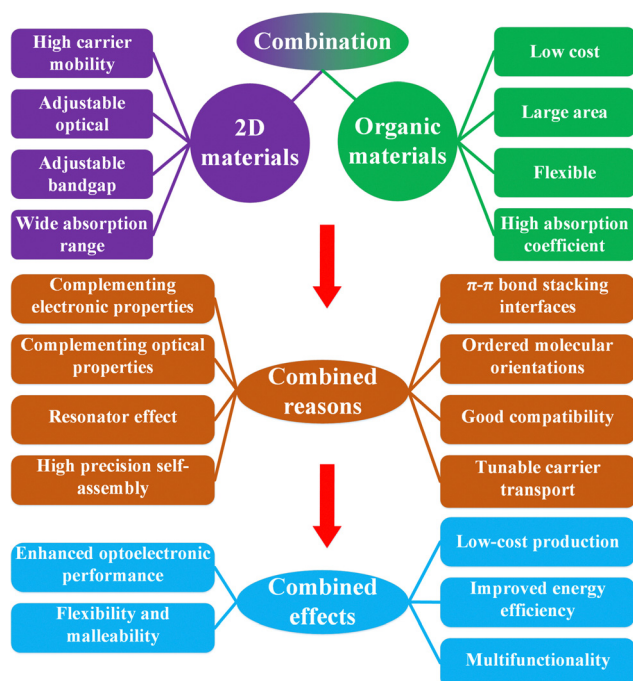 Combination
2D
materials
Organic
materials
High carrier
mobility
Adjustable
optical
Adjustable
bandgap
Wide absorption
range
Low cost
Large area
Flexible
High absorption
coefficient
Combined
reasons
Complementing
electronic properties
Complementing optical
properties
Resonator effect
High precision self-
assembly
π-π bond stacking
interfaces
Ordered molecular
orientations
Good compatibility
Tunable carrier
transport
Combined
effects
Enhanced optoelectronic
performance
Flexibility and
malleability
Low-cost production
Improved energy
efficiency
Multifunctionality